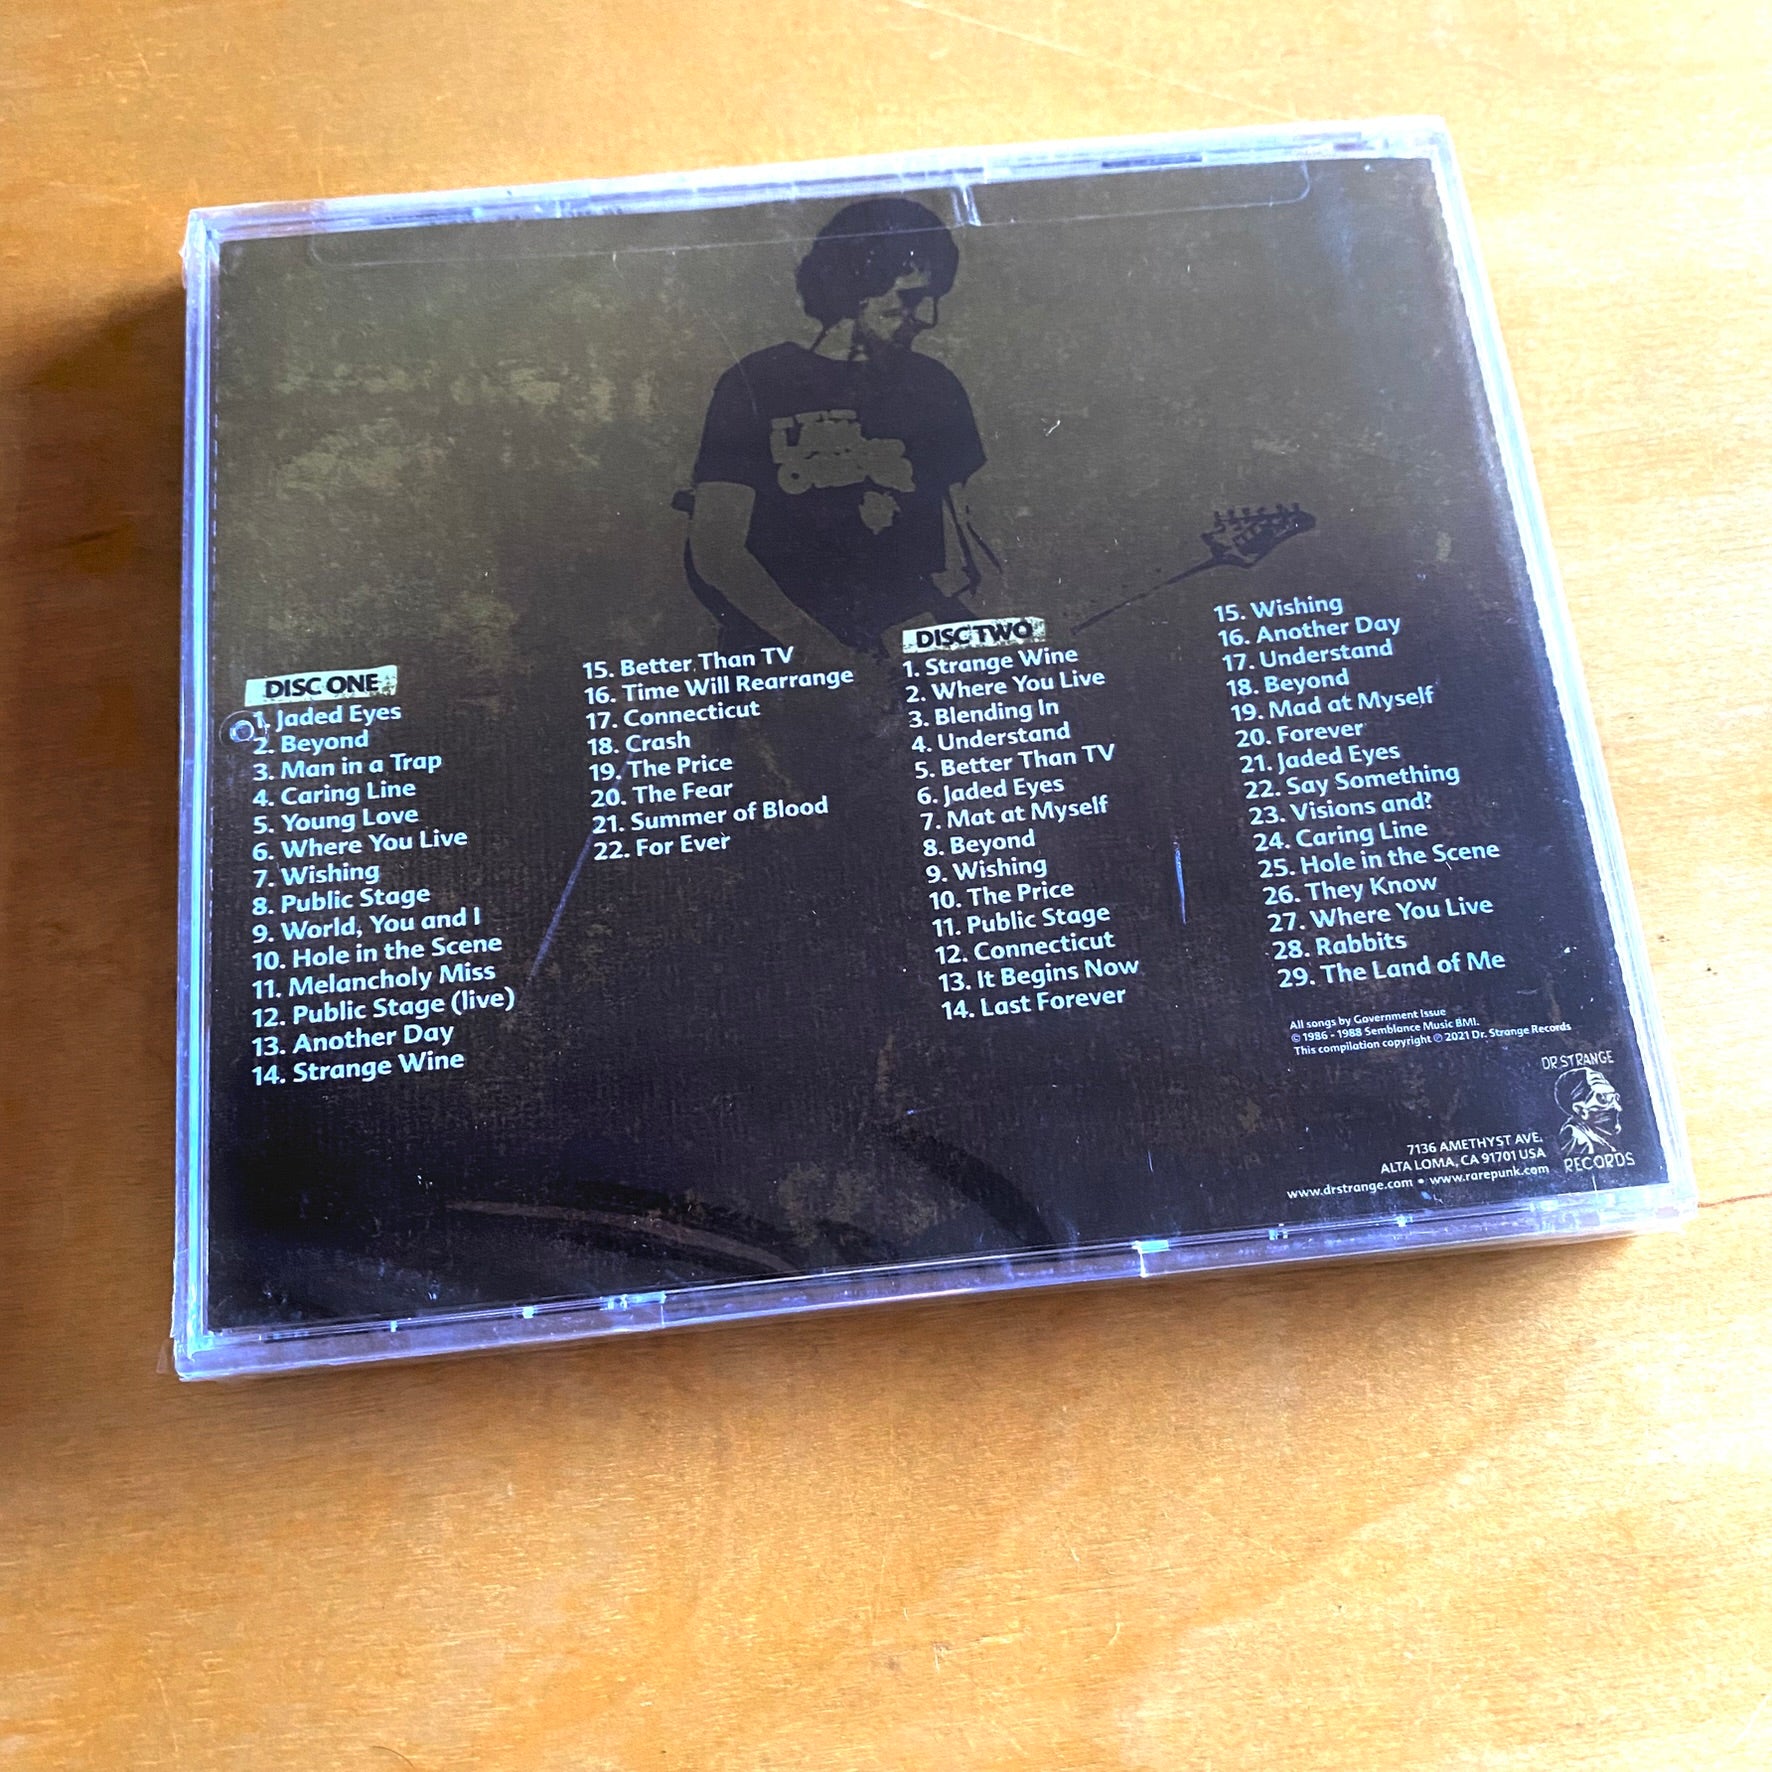 DISC ONE
1. Jaded Eyes
2. Beyond
3. Man in a Trap
4. Caring Line
5. Young Love
6. Where You Live
7. Wishing
8. Public Stage
9. World, You and I
10. Hole in the Scene
11. Melancholy Miss
12. Public Stage (live)
13. Another Day
14. Strange Wine
15. Better Than TV
16. Time Will Rearrange
17. Connecticut
18. Crash
19. The Price
20. The Fear
21. Summer of Blood
22. For Ever
DISC TWO
1. Strange Wine
2. Where You Live
3. Blending In
4. Understand
5. Better Than TV
6. Jaded Eyes
7. Mat at Myself
8. Beyond
9. Wishing
10. The Price
11. Public Stage
12. Connecticut
13. It Begins Now
14. Last Forever
15. Wishing
16. Another Day
17. Understand
18. Beyond
19. Mad at Myself
20. Forever
21. Jaded Eyes
22. Say Something
23. Visions and?
24. Caring Line
25. Hole in the Scene
26. They Know
27. Where You Live
28. Rabbits
29. The Land of Me
All songs by Government Issue
© 1986 - 1988 Semblance Music BMI.
This compilation copyright ℗ 2021 Dr. Strange Records
DR STRANGE
RECORDS
7136 AMETHYST AVE.
ALTA LOMA, CA 91701 USA
www.drstrange.com • www.rarepunk.com